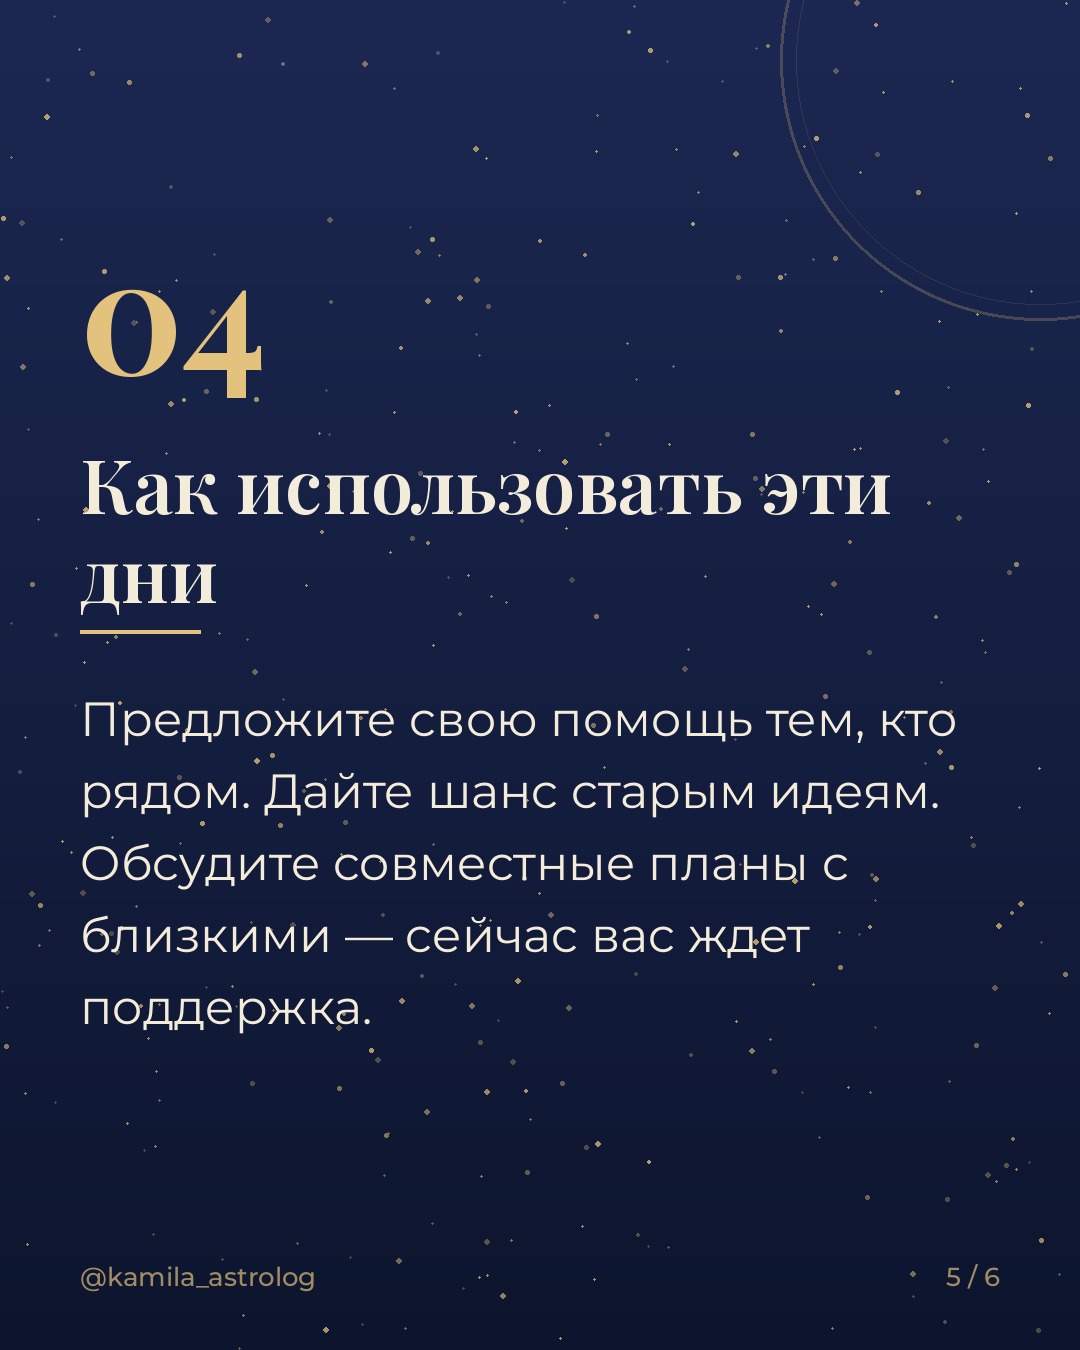 04
Как использовать эти
дни
Предложите свою помощь тем, кто
рядом. Дайте шанс старым идеям.
Обсудите совместные планы с
близкими — сейчас вас ждет
поддержка.
@kamila_astrolog
5 / 6